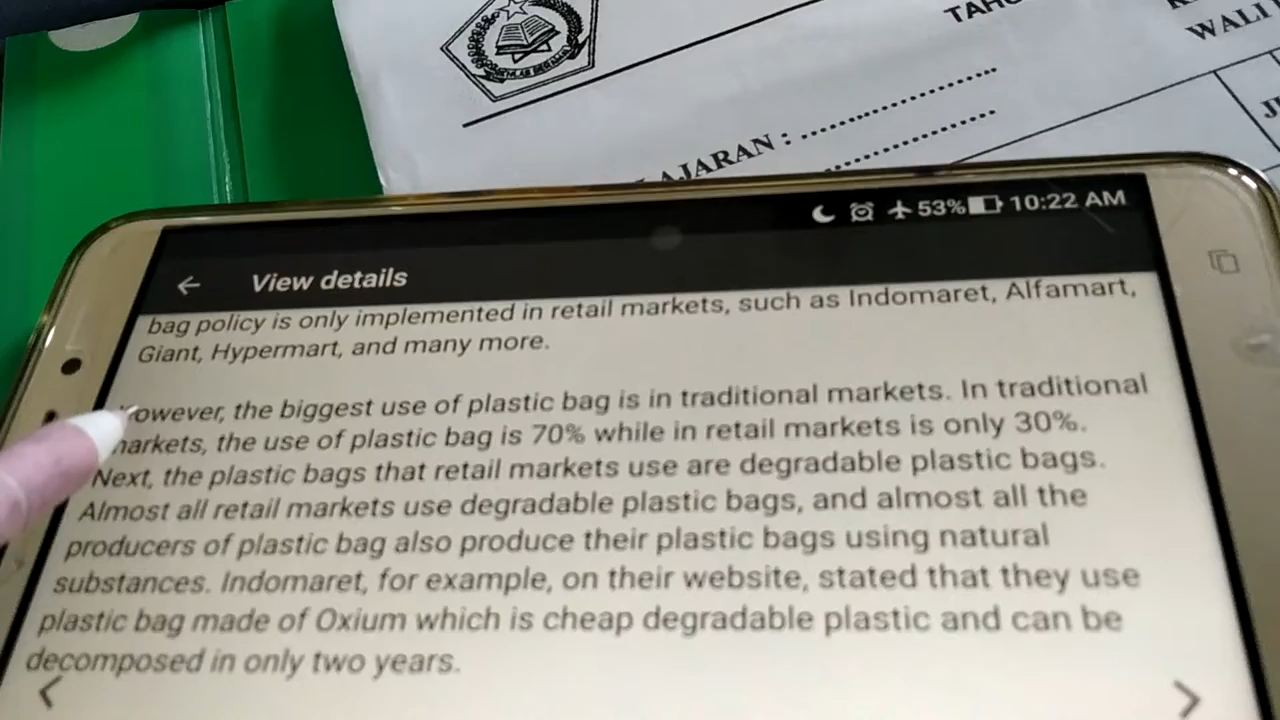 TAHU
WALI
AJARAN : ..............................
53% 10:22 AM
View details
bag policy is only implemented in retail markets, such as Indomaret, Alfamart,
Giant, Hypermart, and many more.
However, the biggest use of plastic bag is in traditional markets. In traditional
markets, the use of plastic bag is 70% while in retail markets is only 30%.
Next, the plastic bags that retail markets use are degradable plastic bags.
Almost all retail markets use degradable plastic bags, and almost all the
producers of plastic bag also produce their plastic bags using natural
substances. Indomaret, for example, on their website, stated that they use
plastic bag made of Oxium which is cheap degradable plastic and can be
decomposed in only two years.